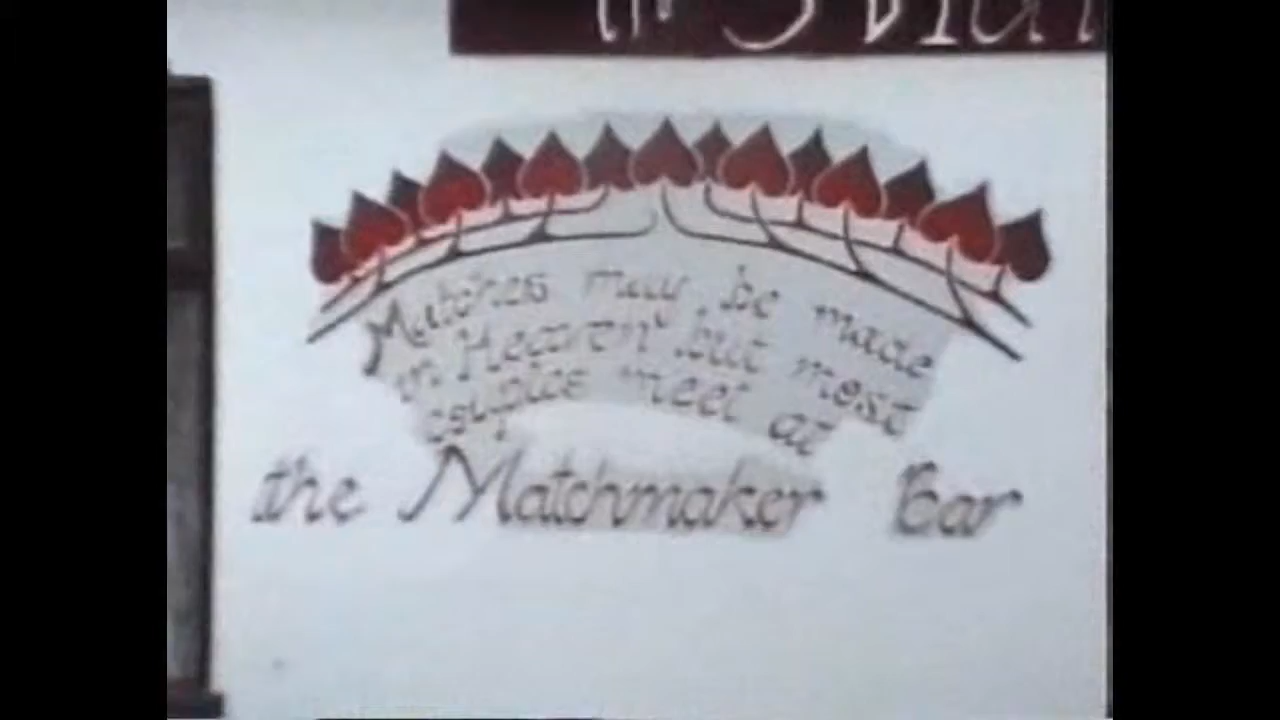 Matches may be made
in Heaven but most
couples meet at
the Matchmaker Bar